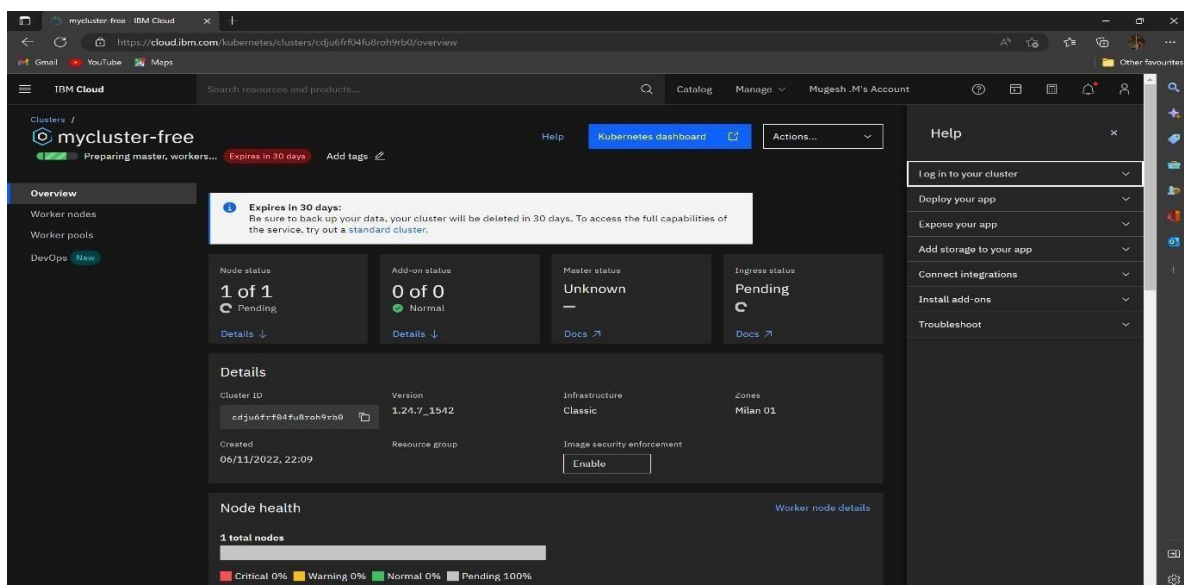 mycluster-free - IBM Cloud
https://cloud.ibm.com/kubernetes/clusters/cdju6frf04fu8roh9rb0/overview
Gmail YouTube Maps Other favourites
IBM Cloud Search resources and products... Catalog Manage Mugesh .M's Account
Clusters /
mycluster-free
Help Kubernetes dashboard Actions...
Preparing master, workers... Expires in 30 days Add tags
Overview
Worker nodes
Worker pools
DevOps New
Expires in 30 days:
Be sure to back up your data, your cluster will be deleted in 30 days. To access the full capabilities of
the service, try out a standard cluster.
Node status
1 of 1
Pending
Details
Add-on status
0 of 0
Normal
Details
Master status
Unknown
Docs
Ingress status
Pending
Docs
Details
Cluster ID
cdju6frf04fu8roh9rb0
Version
1.24.7_1542
Infrastructure
Classic
Zones
Milan 01
Created
06/11/2022, 22:09
Resource group
Image security enforcement
Enable
Node health
Worker node details
1 total nodes
Critical 0% Warning 0% Normal 0% Pending 100%
Help
Log in to your cluster
Deploy your app
Expose your app
Add storage to your app
Connect integrations
Install add-ons
Troubleshoot